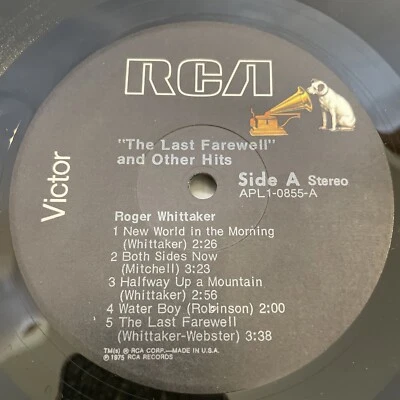 RCA
Victor
"The Last Farewell"
and Other Hits
Side A Stereo
APL1-0855-A
Roger Whittaker
1 New World in the Morning
(Whittaker) 2:26
2 Both Sides Now
(Mitchell) 3:23
3 Halfway Up a Mountain
(Whittaker) 2:56
4 Water Boy (Robinson) 2:00
5 The Last Farewell
(Whittaker-Webster) 3:38
TM(s) ® RCA CORP.—MADE IN U.S.A.
℗ 1975 RCA RECORDS